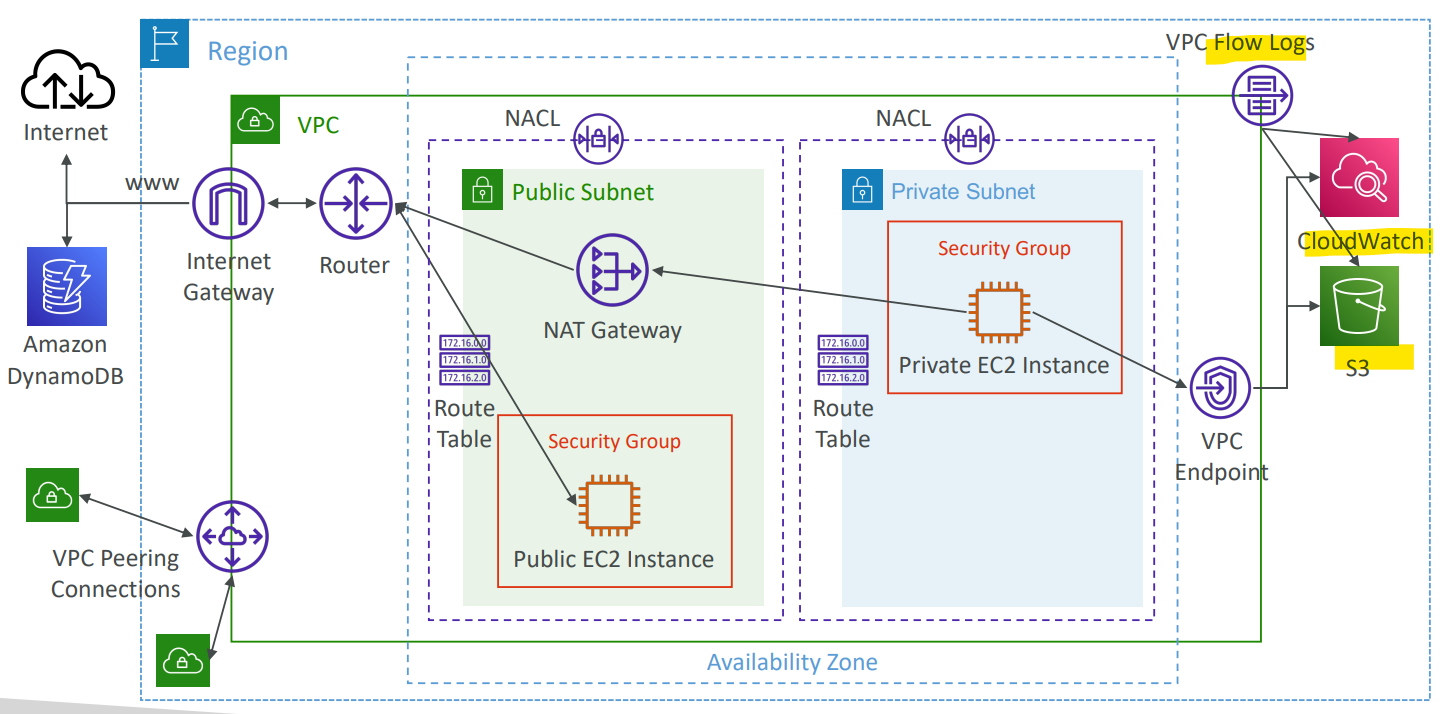 Region
VPC Flow Logs
Internet
VPC
NACL
NACL
www
Public Subnet
Private Subnet
Internet
Gateway
Router
Security Group
CloudWatch
NAT Gateway
172.16.0.0
172.16.1.0
172.16.2.0
172.16.0.0
172.16.1.0
172.16.2.0
Private EC2 Instance
Amazon
DynamoDB
S3
Route
Table
Route
Table
Security Group
VPC
Endpoint
Public EC2 Instance
VPC Peering
Connections
Availability Zone